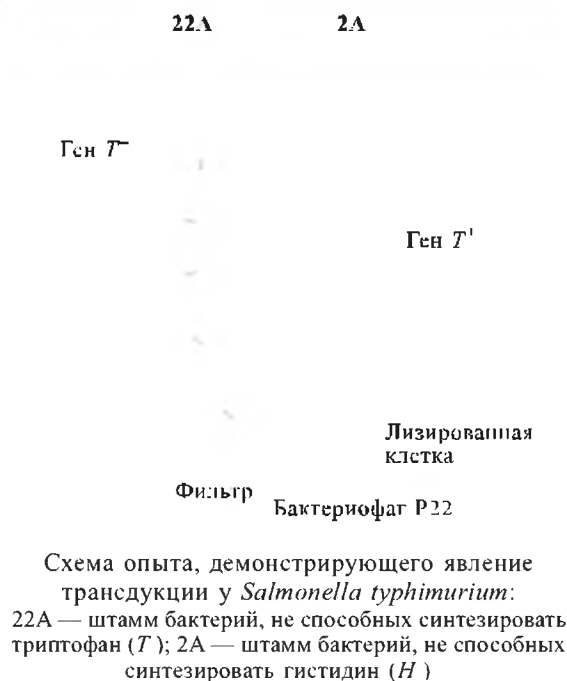 22А 2А
Ген T⁻
Ген T⁺
Лизированная
клетка
Фильтр
Бактериофаг Р22
Схема опыта, демонстрирующего явление
трансдукции у Salmonella typhimurium:
22А — штамм бактерий, не способных синтезировать
триптофан (T ); 2А — штамм бактерий, не способных
синтезировать гистидин (H )